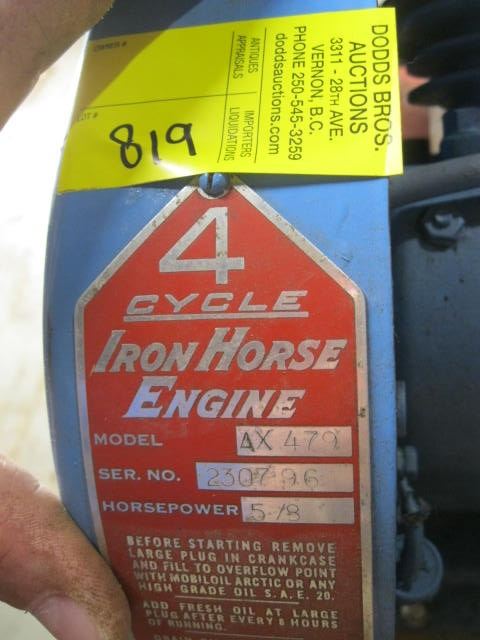 DODDS BROS.
AUCTIONS
3311 - 28TH AVE.
VERNON, B.C.
PHONE 250-545-3259
doddsauctions.com
ANTIQUES
APPRAISALS
IMPORTERS
LIQUIDATIONS
OWNER #
LOT #
819
4
CYCLE
IRON HORSE
ENGINE
MODEL AX 479
SER. NO. 230796
HORSEPOWER 5/8
BEFORE STARTING REMOVE
LARGE PLUG IN CRANKCASE
AND FILL TO OVERFLOW POINT
WITH MOBILOIL ARCTIC OR ANY
HIGH GRADE OIL S.A.E. 20.
ADD FRESH OIL AT LARGE
PLUG AFTER EVERY 8 HOURS
OF RUNNING.